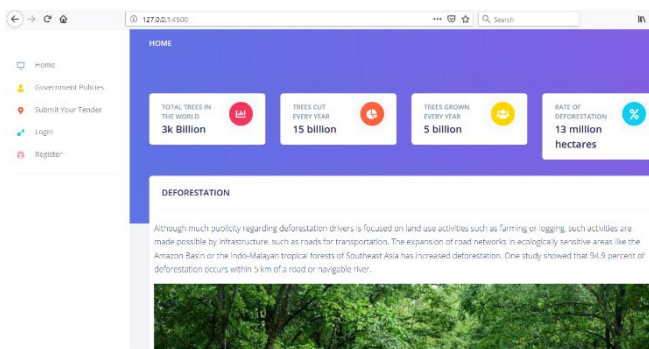 127.0.0.1:4500
Search
HOME
Home
Government Policies
Submit Your Tender
Login
Register
TOTAL TREES IN
THE WORLD
3k Billion
TREES CUT
EVERY YEAR
15 billion
TREES GROWN
EVERY YEAR
5 billion
RATE OF
DEFORESTATION
13 million
hectares
DEFORESTATION
Although much publicity regarding deforestation drivers is focused on land use activities such as farming or logging, such activities are
made possible by infrastructure, such as roads for transportation. The expansion of road networks in ecologically sensitive areas like the
Amazon Basin or the Indo-Malayan tropical forests of Southeast Asia has increased deforestation. One study showed that 94.9 percent of
deforestation occurs within 5 km of a road or navigable river.